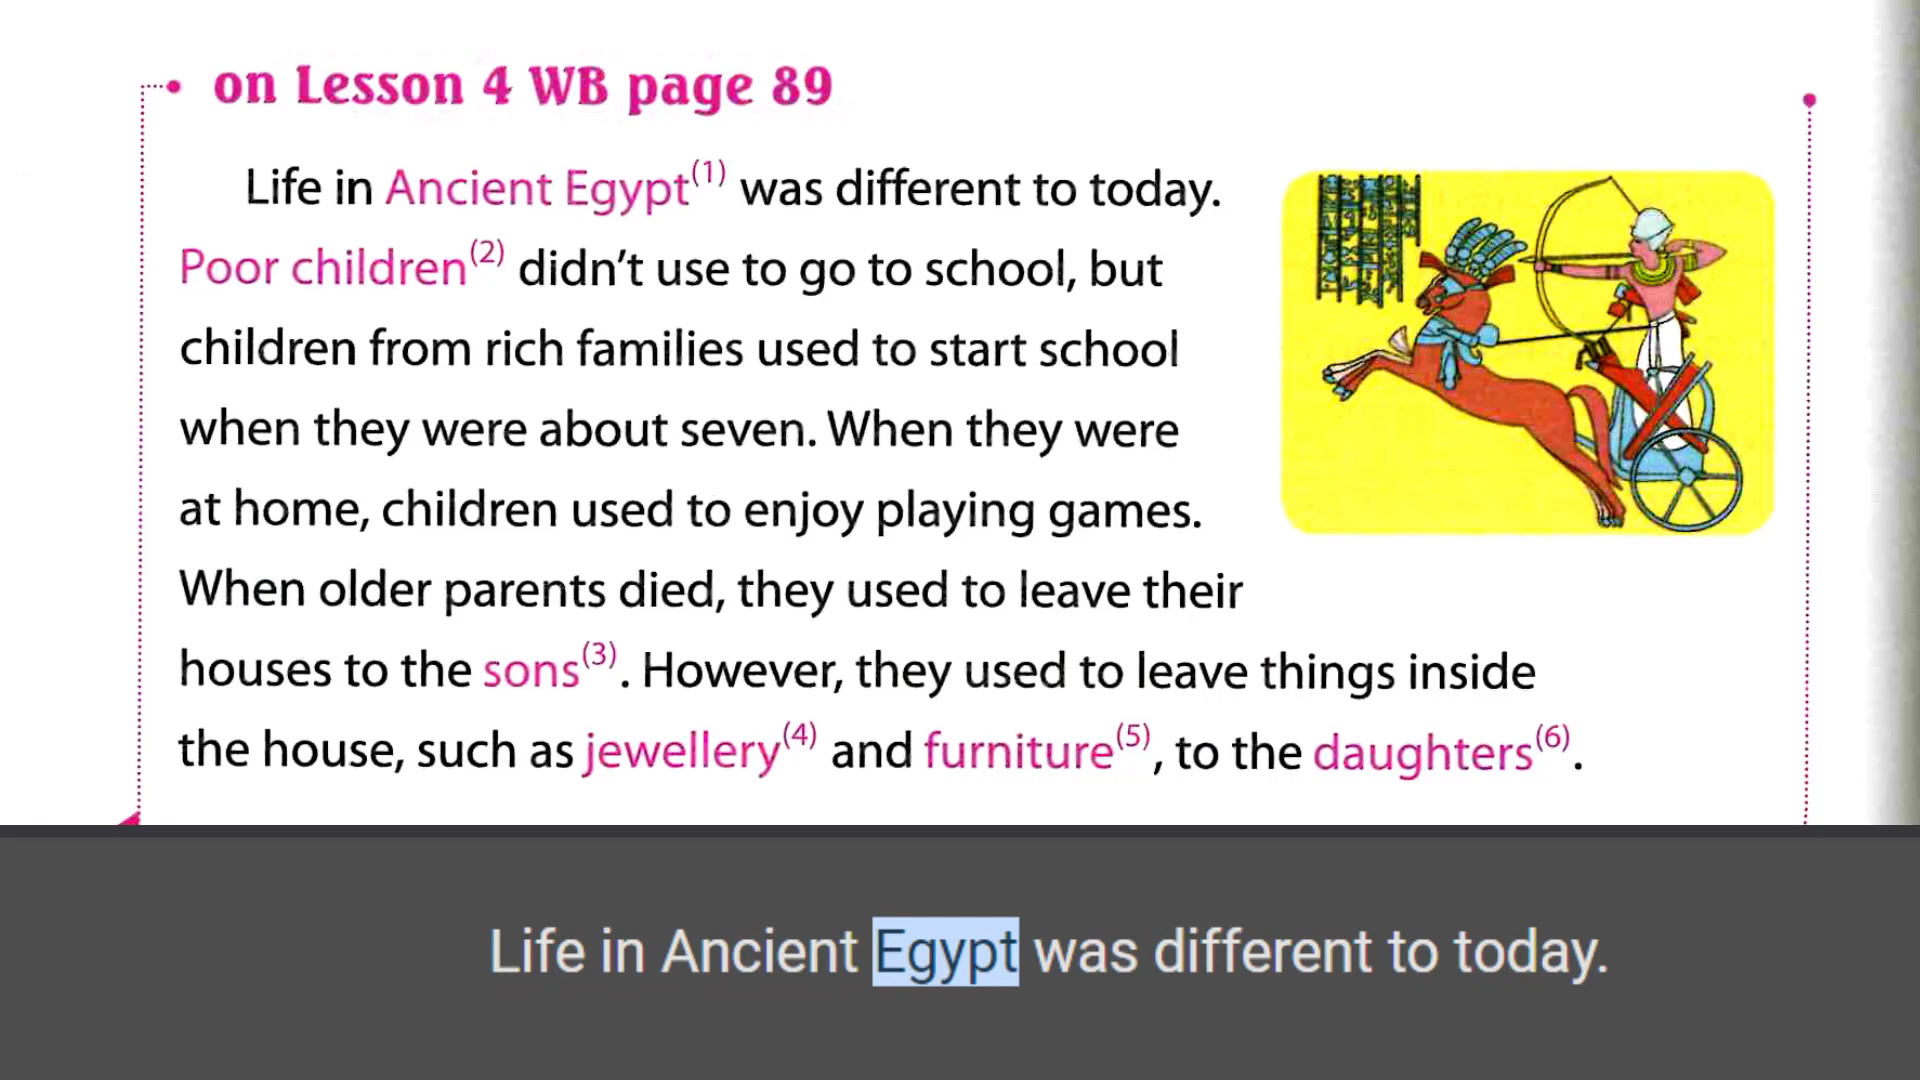 on Lesson 4 WB page 89
Life in Ancient Egypt(1) was different to today.
Poor children(2) didn't use to go to school, but
children from rich families used to start school
when they were about seven. When they were
at home, children used to enjoy playing games.
When older parents died, they used to leave their
houses to the sons(3). However, they used to leave things inside
the house, such as jewellery(4) and furniture(5), to the daughters(6).
Life in Ancient Egypt was different to today.